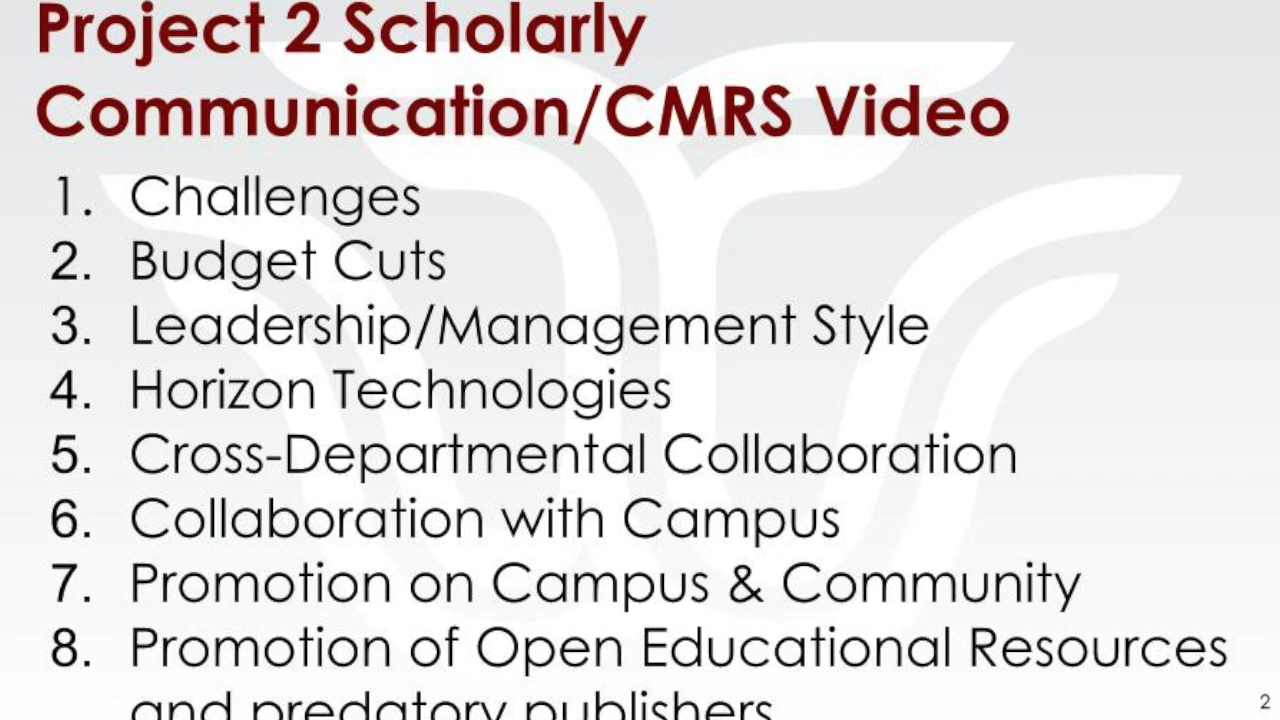 Project 2 Scholarly
Communication/CMRS Video
1. Challenges
2. Budget Cuts
3. Leadership/Management Style
4. Horizon Technologies
5. Cross-Departmental Collaboration
6. Collaboration with Campus
7. Promotion on Campus & Community
8. Promotion of Open Educational Resources
and predatory publishers
2